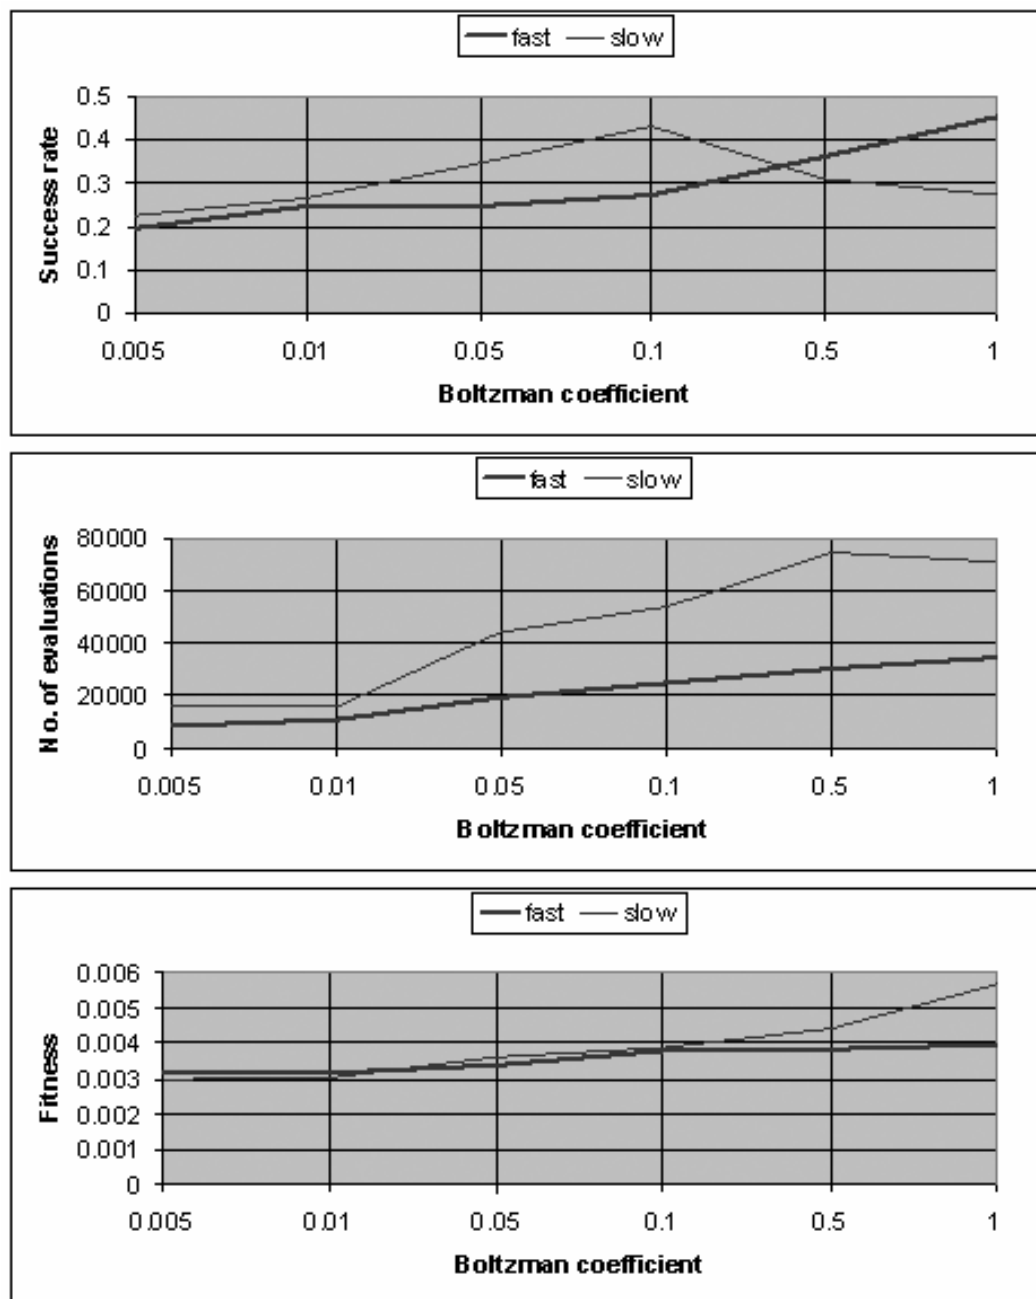 fast slow
0.5
0.4
0.3
0.2
0.1
0
Success rate
0.005 0.01 0.05 0.1 0.5 1
Boltzman coefficient
fast slow
80000
60000
40000
20000
0
No. of evaluations
0.005 0.01 0.05 0.1 0.5 1
Boltzman coefficient
fast slow
0.006
0.005
0.004
0.003
0.002
0.001
0
Fitness
0.005 0.01 0.05 0.1 0.5 1
Boltzman coefficient